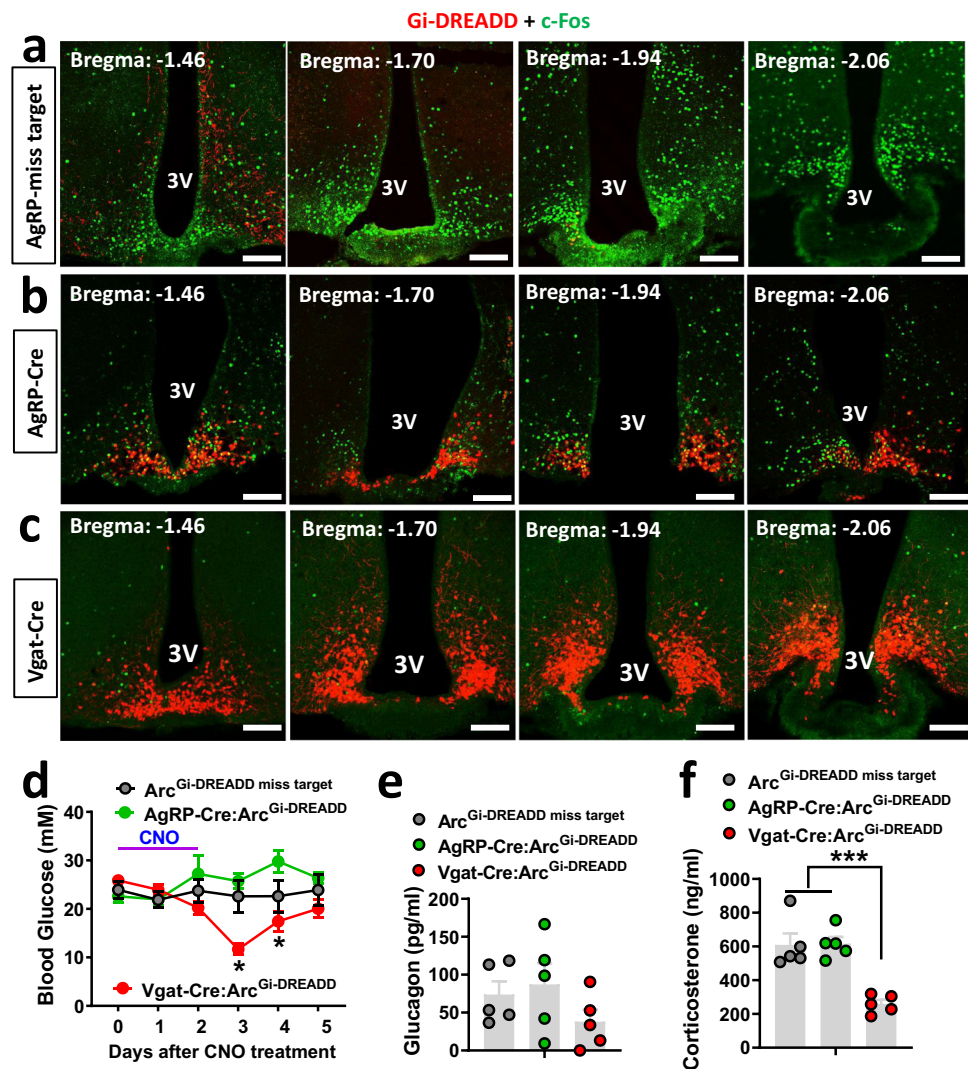 Gi-DREADD + c-Fos
a
AgRP-miss target
Bregma: -1.46
3V
Bregma: -1.70
3V
Bregma: -1.94
3V
Bregma: -2.06
3V
b
AgRP-Cre
Bregma: -1.46
3V
Bregma: -1.70
3V
Bregma: -1.94
3V
Bregma: -2.06
3V
c
Vgat-Cre
Bregma: -1.46
3V
Bregma: -1.70
3V
Bregma: -1.94
3V
Bregma: -2.06
3V
d
Arc Gi-DREADD miss target
AgRP-Cre:Arc Gi-DREADD
CNO
Blood Glucose (mM)
40
30
20
10
0
*
*
Vgat-Cre:Arc Gi-DREADD
0 1 2 3 4 5
Days after CNO treatment
e
Arc Gi-DREADD miss target
AgRP-Cre:Arc Gi-DREADD
Vgat-Cre:Arc Gi-DREADD
Glucagon (pg/ml)
200
150
100
50
0
f
Arc Gi-DREADD miss target
AgRP-Cre:Arc Gi-DREADD
Vgat-Cre:Arc Gi-DREADD
***
Corticosterone (ng/ml)
1000
800
600
400
200
0